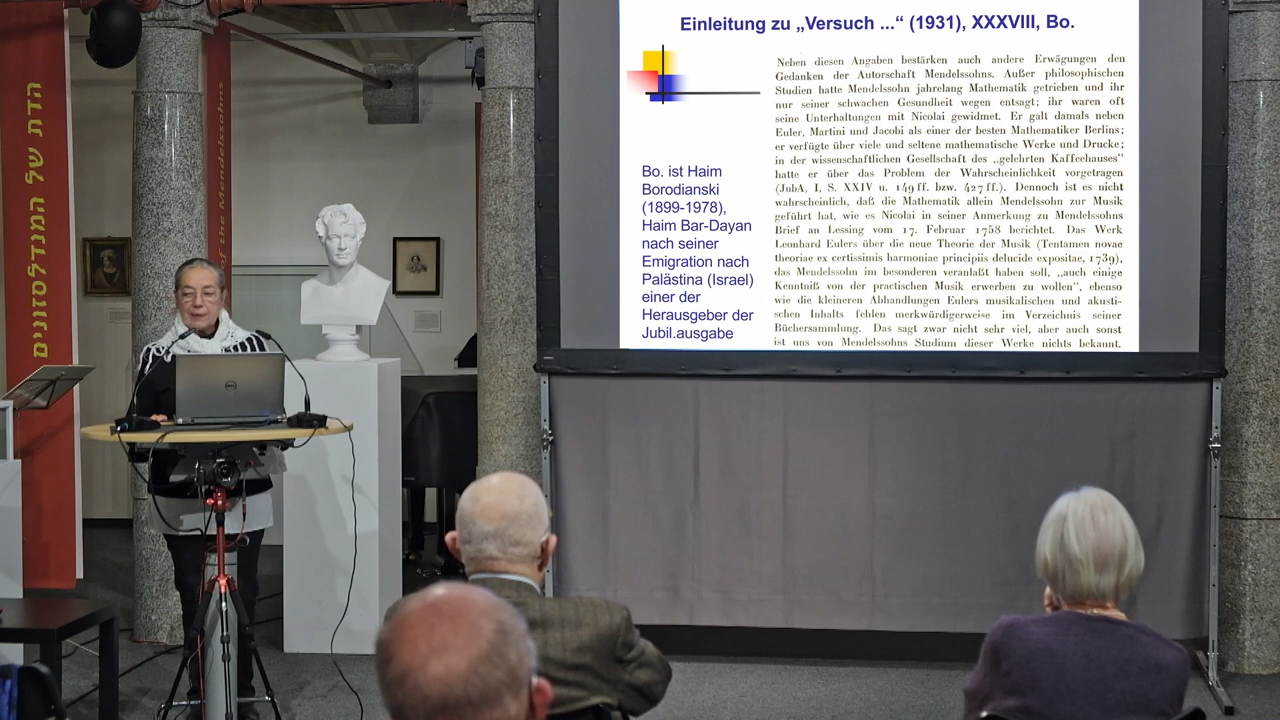 הדת של המנדלסזונים
of the Mendelssohns
Einleitung zu „Versuch ...“ (1931), XXXVIII, Bo.
Bo. ist Haim
Borodianski
(1899-1978),
Haim Bar-Dayan
nach seiner
Emigration nach
Palästina (Israel)
einer der
Herausgeber der
Jubil.ausgabe
Neben diesen Angaben bestärken auch andere Erwägungen den
Gedanken der Autorschaft Mendelssohns. Außer philosophischen
Studien hatte Mendelssohn jahrelang Mathematik getrieben und ihr
nur seiner schwachen Gesundheit wegen entsagt; ihr waren oft
seine Unterhaltungen mit Nicolai gewidmet. Er galt damals neben
Euler, Martini und Jacobi als einer der besten Mathematiker Berlins;
er verfügte über viele und seltene mathematische Werke und Drucke;
in der wissenschaftlichen Gesellschaft des „gelehrten Kaffeehauses“
hatte er über das Problem der Wahrscheinlichkeit vorgetragen
(JubA, I, S. XXIV u. 149 ff. bzw. 427 ff.). Dennoch ist es nicht
wahrscheinlich, daß die Mathematik allein Mendelssohn zur Musik
geführt hat, wie es Nicolai in seiner Anmerkung zu Mendelssohns
Brief an Lessing vom 17. Februar 1758 berichtet. Das Werk
Leonhard Eulers über die neue Theorie der Musik (Tentamen novae
theoriae ex certissimis harmoniae principiis delucide expositae, 1739),
das Mendelssohn im besonderen veranlaßt haben soll, „auch einige
Kenntniß von der practischen Musik erwerben zu wollen“, ebenso
wie die kleineren Abhandlungen Eulers musikalischen und akusti-
schen Inhalts fehlen merkwürdigerweise im Verzeichnis seiner
Büchersammlung. Das sagt zwar nicht sehr viel, aber auch sonst
ist uns von Mendelssohns Studium dieser Werke nichts bekannt.
DELL